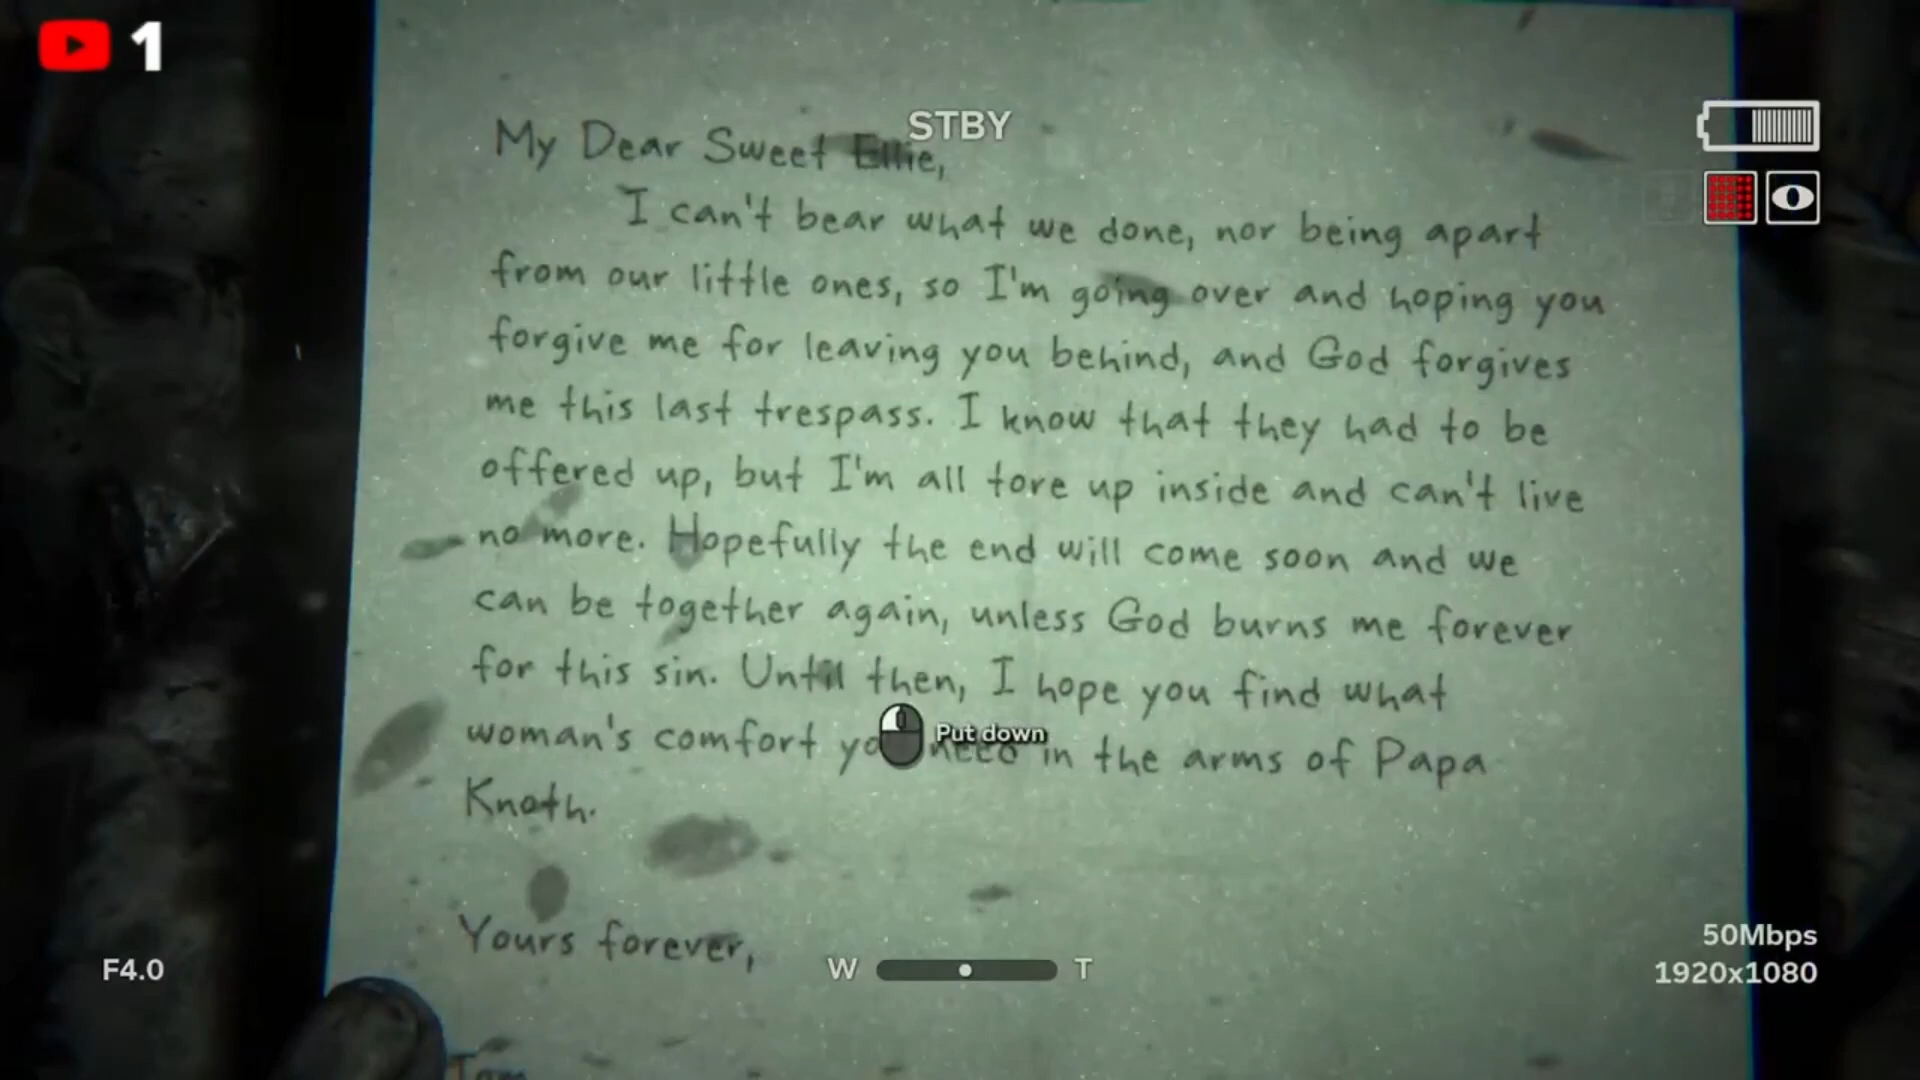 1
STBY
My Dear Sweet Ellie,
I can't bear what we done, nor being apart
from our little ones, so I'm going over and hoping you
forgive me for leaving you behind, and God forgives
me this last trespass. I know that they had to be
offered up, but I'm all tore up inside and can't live
no more. Hopefully the end will come soon and we
can be together again, unless God burns me forever
for this sin. Until then, I hope you find what
woman's comfort you need in the arms of Papa
Knoth.
Put down
Yours forever,
F4.0
W T
50Mbps
1920x1080